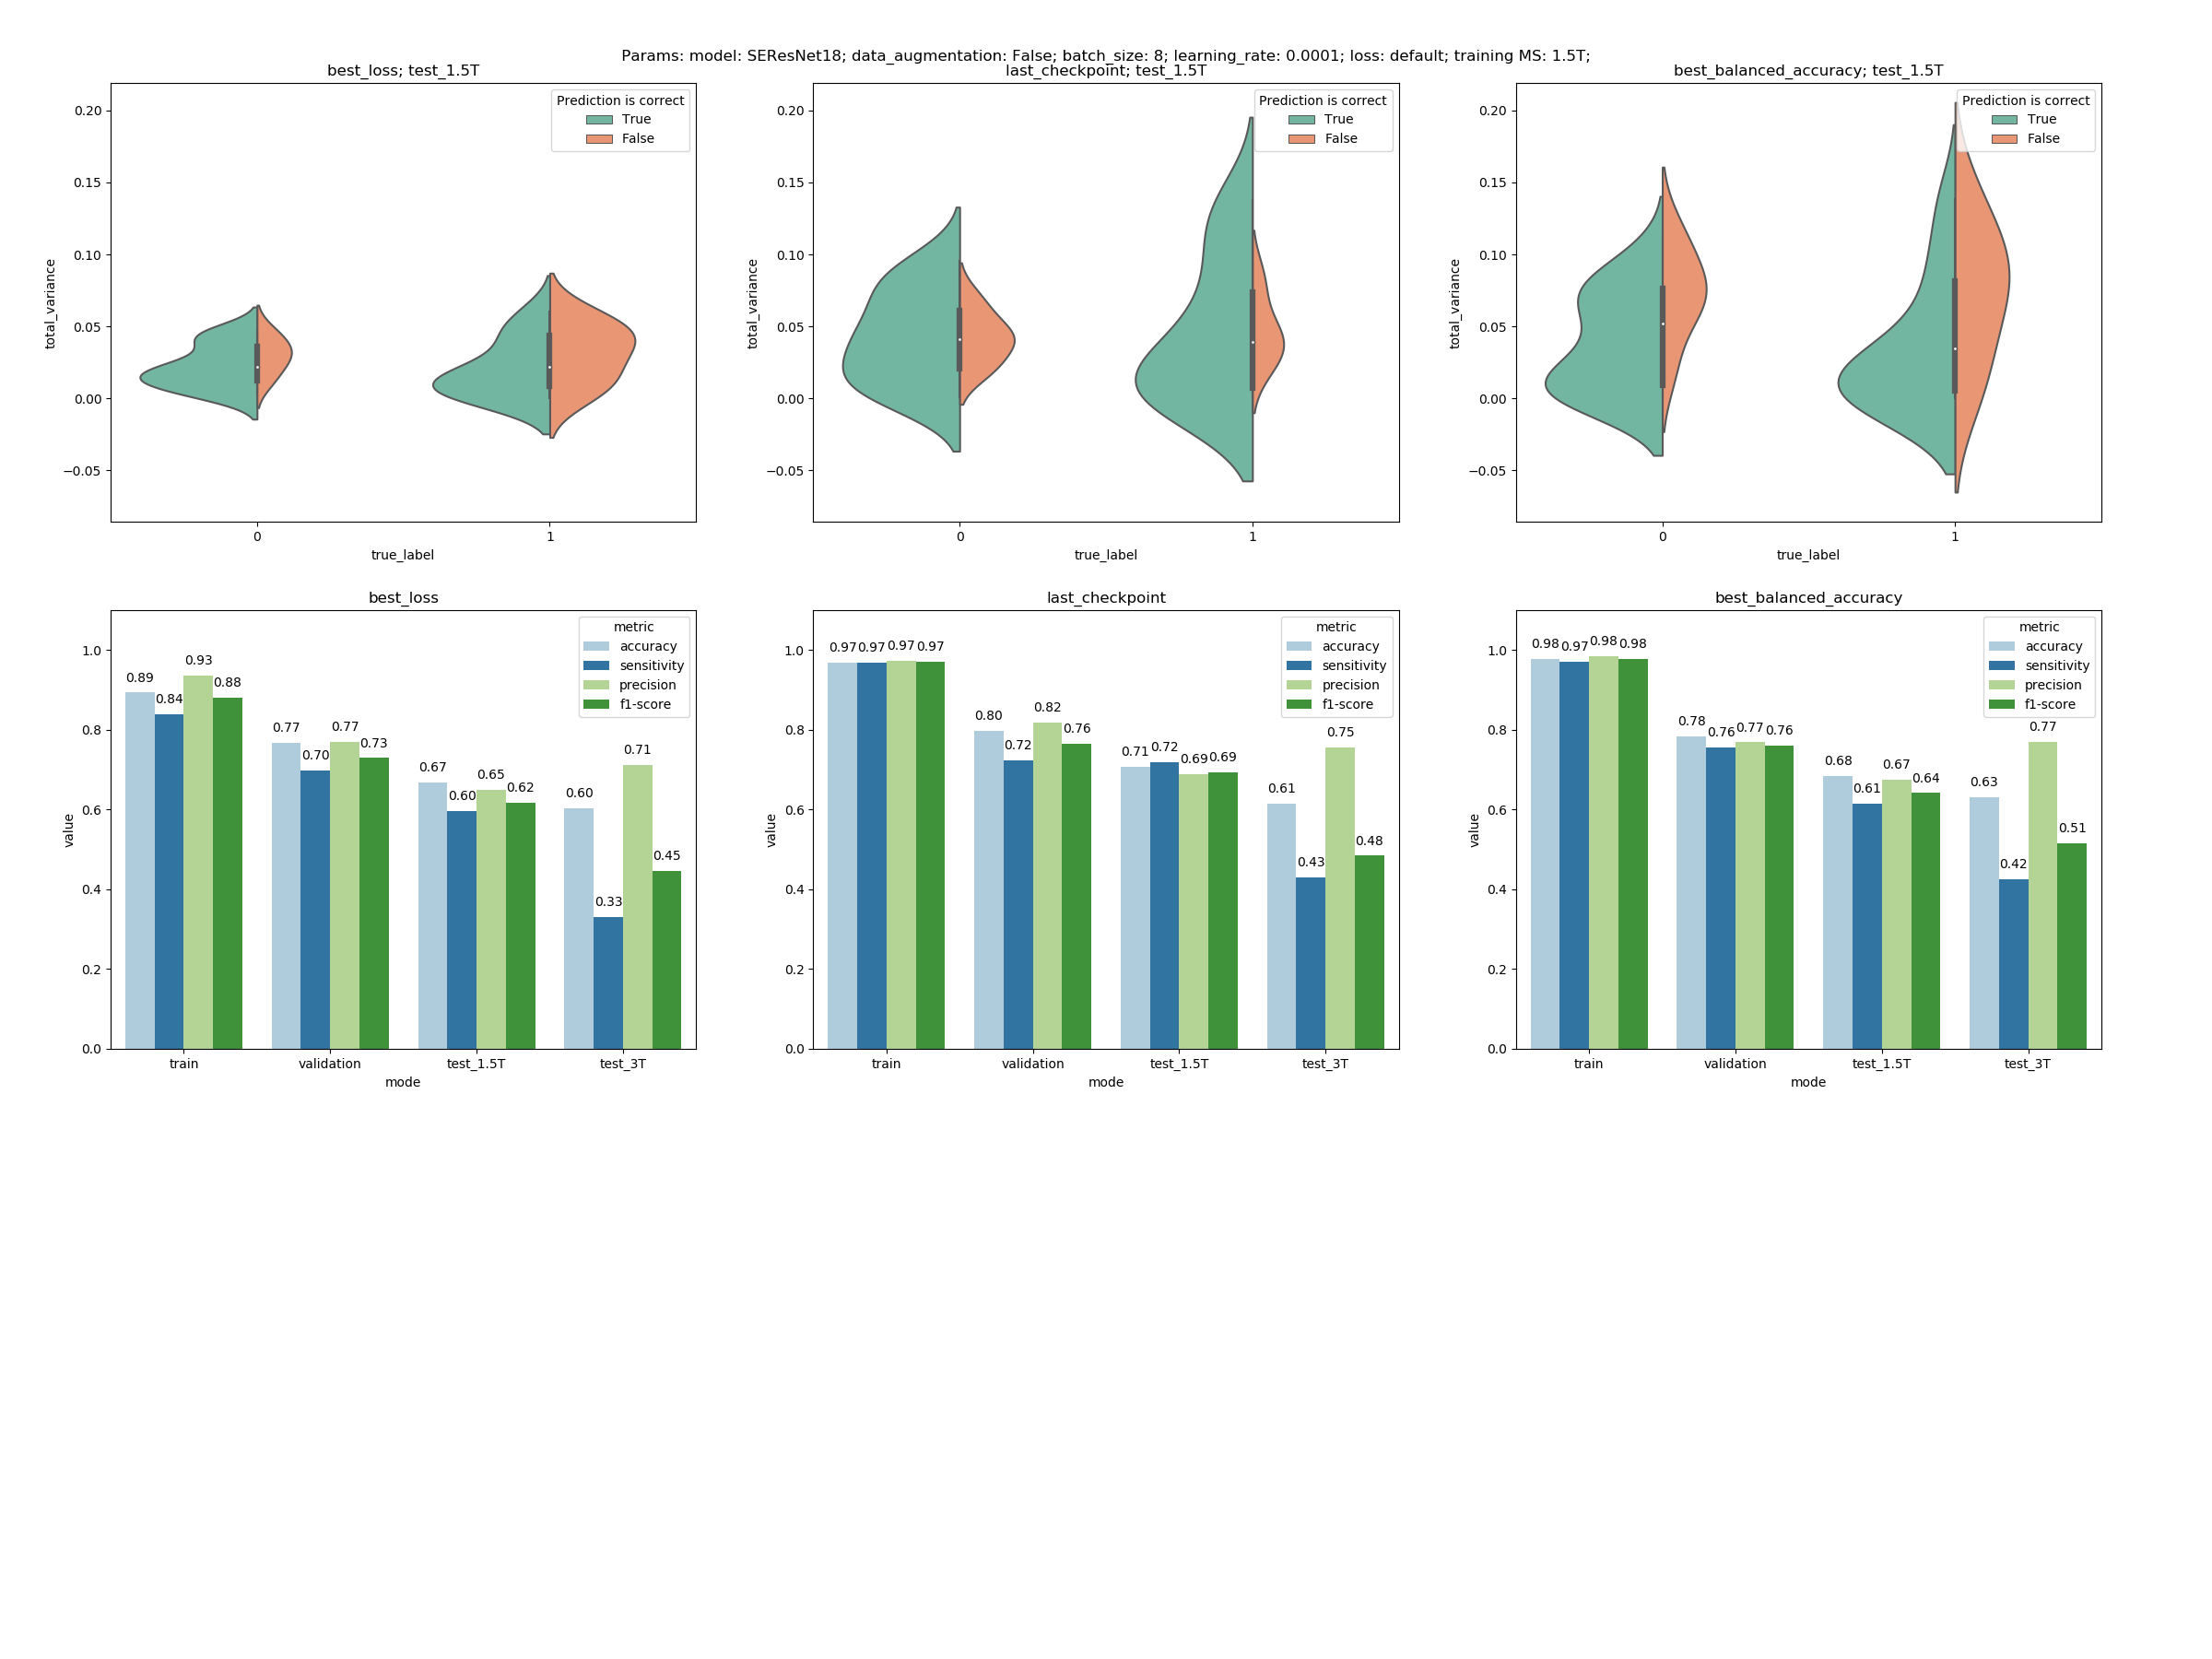 Params: model: SEResNet18; data_augmentation: False; batch_size: 8; learning_rate: 0.0001; loss: default; training MS: 1.5T;
best_loss; test_1.5T
total_variance
0.20
0.15
0.10
0.05
0.00
−0.05
Prediction is correct
True
False
0 1
true_label
last_checkpoint; test_1.5T
total_variance
0.20
0.15
0.10
0.05
0.00
−0.05
Prediction is correct
True
False
0 1
true_label
best_balanced_accuracy; test_1.5T
total_variance
0.20
0.15
0.10
0.05
0.00
−0.05
Prediction is correct
True
False
0 1
true_label
best_loss
value
1.0
0.8
0.6
0.4
0.2
0.0
metric
accuracy
sensitivity
precision
f1-score
0.89 0.84 0.93 0.88
0.77 0.70 0.77 0.73
0.67 0.60 0.65 0.62
0.60 0.33 0.71 0.45
train validation test_1.5T test_3T
mode
last_checkpoint
value
1.0
0.8
0.6
0.4
0.2
0.0
metric
accuracy
sensitivity
precision
f1-score
0.97 0.97 0.97 0.97
0.80 0.72 0.82 0.76
0.71 0.72 0.69 0.69
0.61 0.43 0.75 0.48
train validation test_1.5T test_3T
mode
best_balanced_accuracy
value
1.0
0.8
0.6
0.4
0.2
0.0
metric
accuracy
sensitivity
precision
f1-score
0.98 0.97 0.98 0.98
0.78 0.76 0.77 0.76
0.68 0.61 0.67 0.64
0.63 0.42 0.77 0.51
train validation test_1.5T test_3T
mode